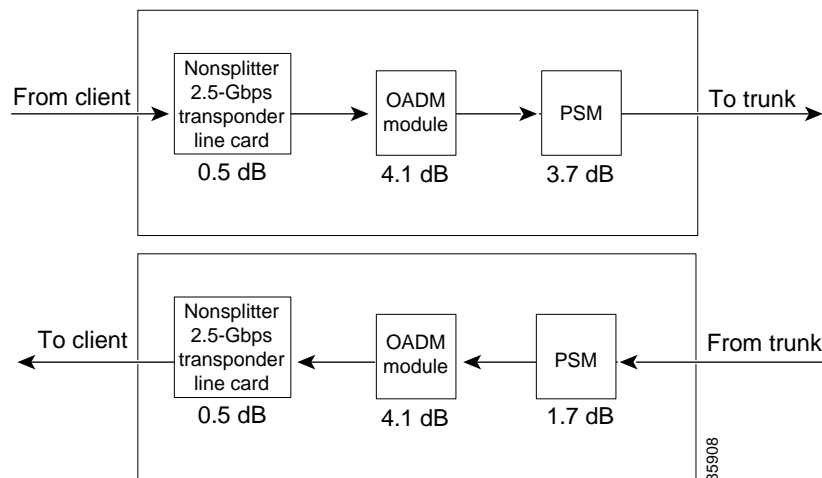 Nonsplitter
2.5-Gbps
transponder
line card
0.5 dB
From client
OADM
module
4.1 dB
PSM
3.7 dB
To trunk
Nonsplitter
2.5-Gbps
transponder
line card
0.5 dB
To client
OADM
module
4.1 dB
PSM
1.7 dB
From trunk